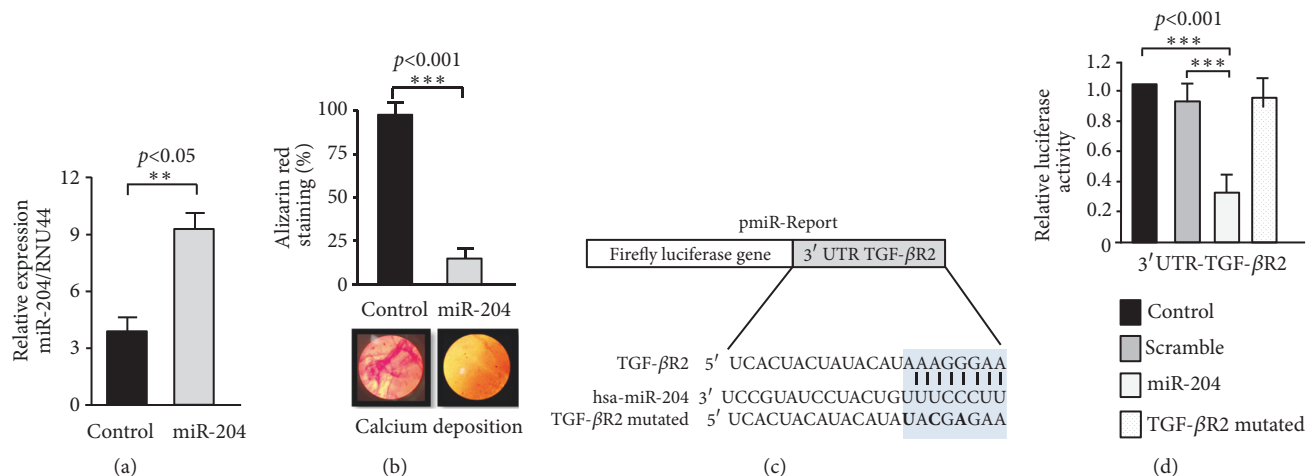 p<0.05
**
12
9
6
3
0
Relative expression
miR-204/RNU44
Control miR-204
(a)
p<0.001
***
100
75
50
25
0
Alizarin red
staining (%)
Control miR-204
Calcium deposition
(b)
pmiR-Report
Firefly luciferase gene 3′ UTR TGF-βR2
TGF-βR2 5′ UCACUACUAUACAUAAAGGGAA
hsa-miR-204 3′ UUCCGUAUCCUACUGUUUCCCUU
TGF-βR2 mutated 5′ UCACUACUAUACAUAUACGAGAA
(c)
p<0.001
***
***
1.2
1.0
0.8
0.6
0.4
0.2
0
Relative luciferase
activity
3′UTR-TGF-βR2
Control
Scramble
miR-204
TGF-βR2 mutated
(d)